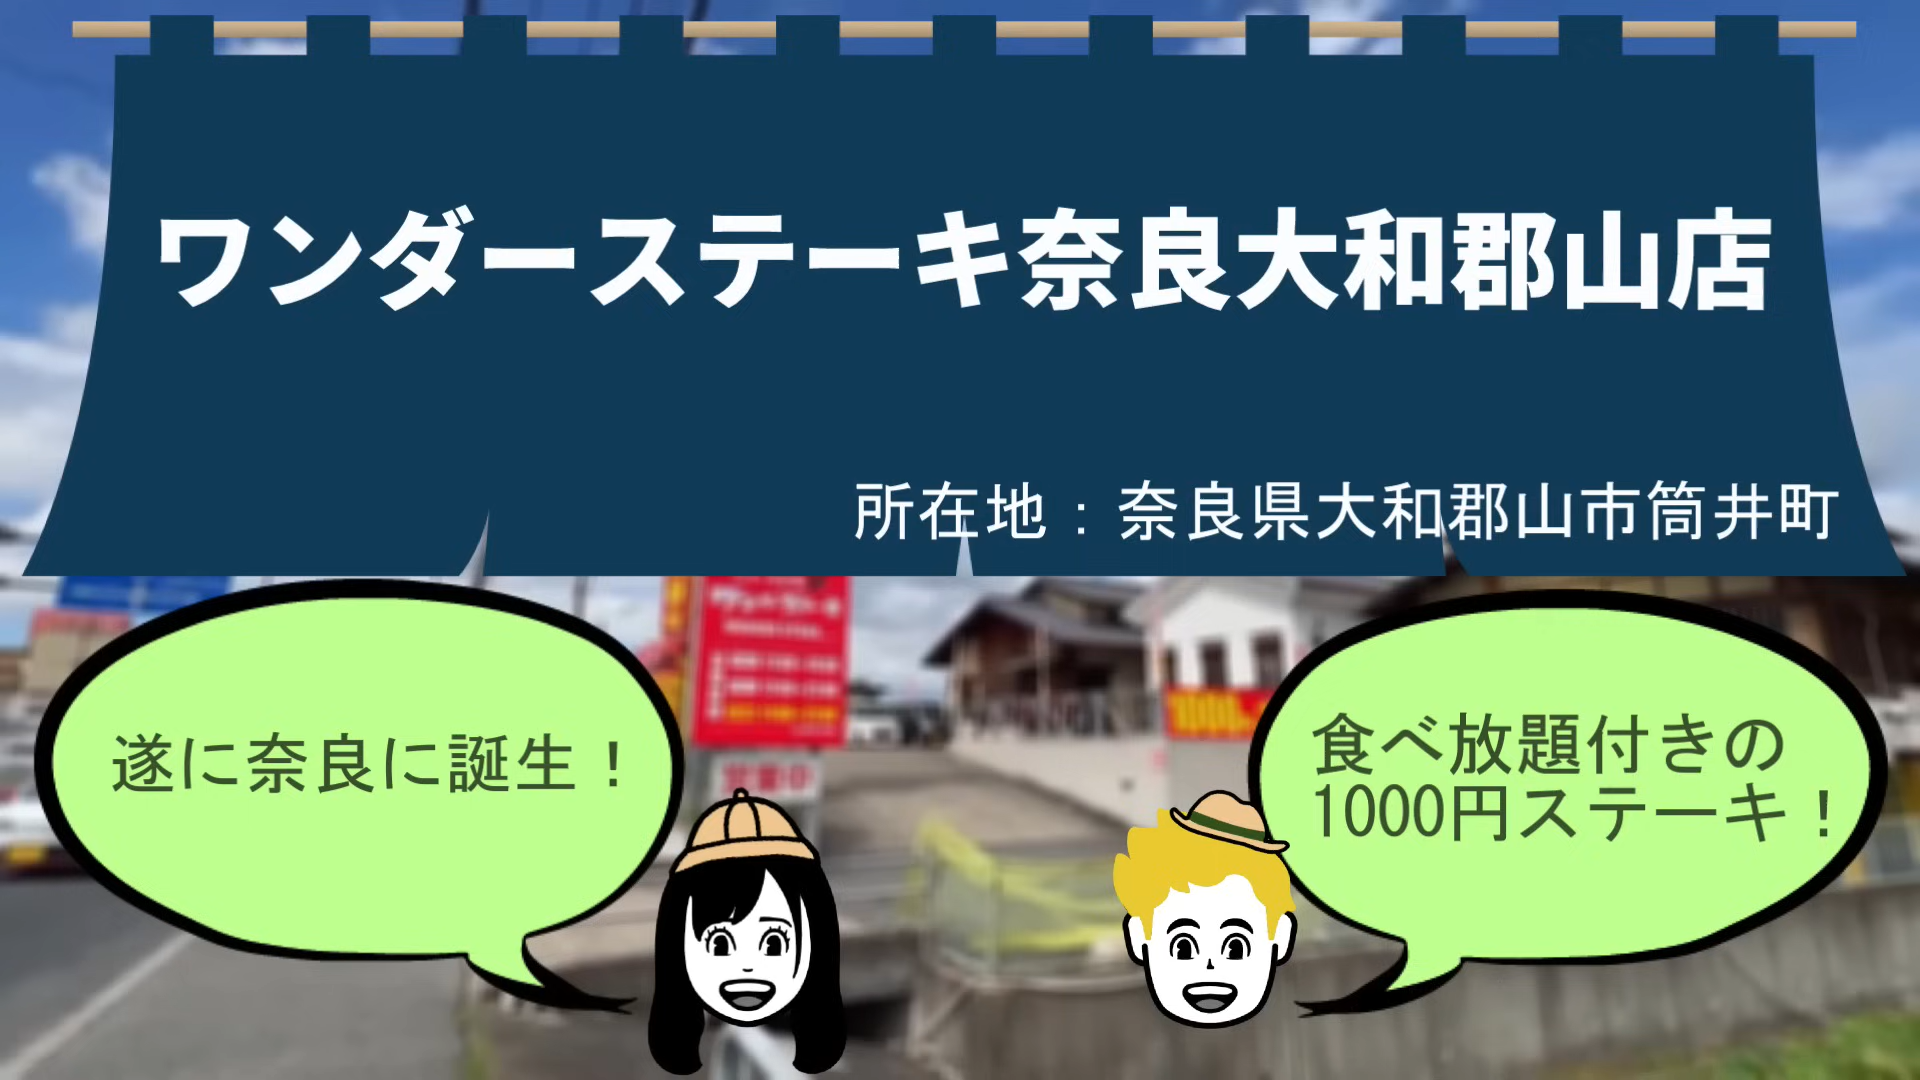 ワンダーステーキ奈良大和郡山店
所在地：奈良県大和郡山市筒井町
遂に奈良に誕生！
食べ放題付きの
1000円ステーキ！